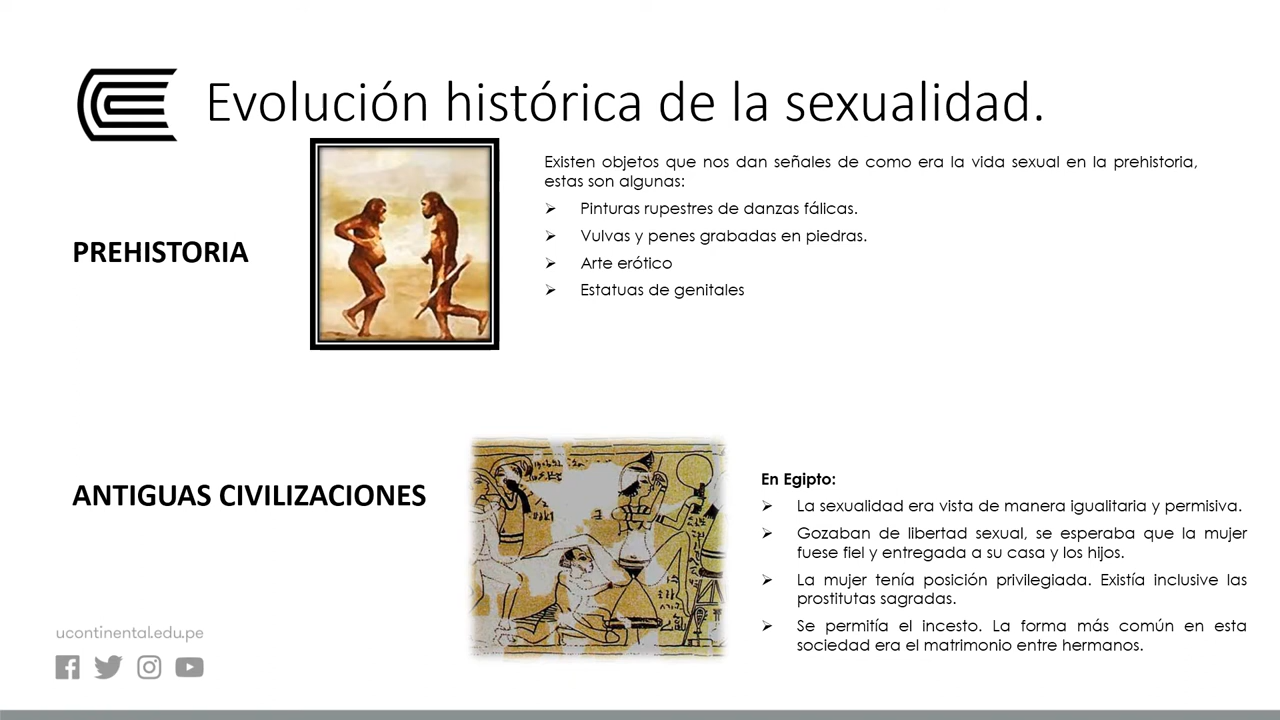 Evolución histórica de la sexualidad.
PREHISTORIA
Existen objetos que nos dan señales de como era la vida sexual en la prehistoria,
estas son algunas:
➢ Pinturas rupestres de danzas fálicas.
➢ Vulvas y penes grabadas en piedras.
➢ Arte erótico
➢ Estatuas de genitales
ANTIGUAS CIVILIZACIONES
En Egipto:
➢ La sexualidad era vista de manera igualitaria y permisiva.
➢ Gozaban de libertad sexual, se esperaba que la mujer
fuese fiel y entregada a su casa y los hijos.
➢ La mujer tenía posición privilegiada. Existía inclusive las
prostitutas sagradas.
➢ Se permitía el incesto. La forma más común en esta
sociedad era el matrimonio entre hermanos.
ucontinental.edu.pe